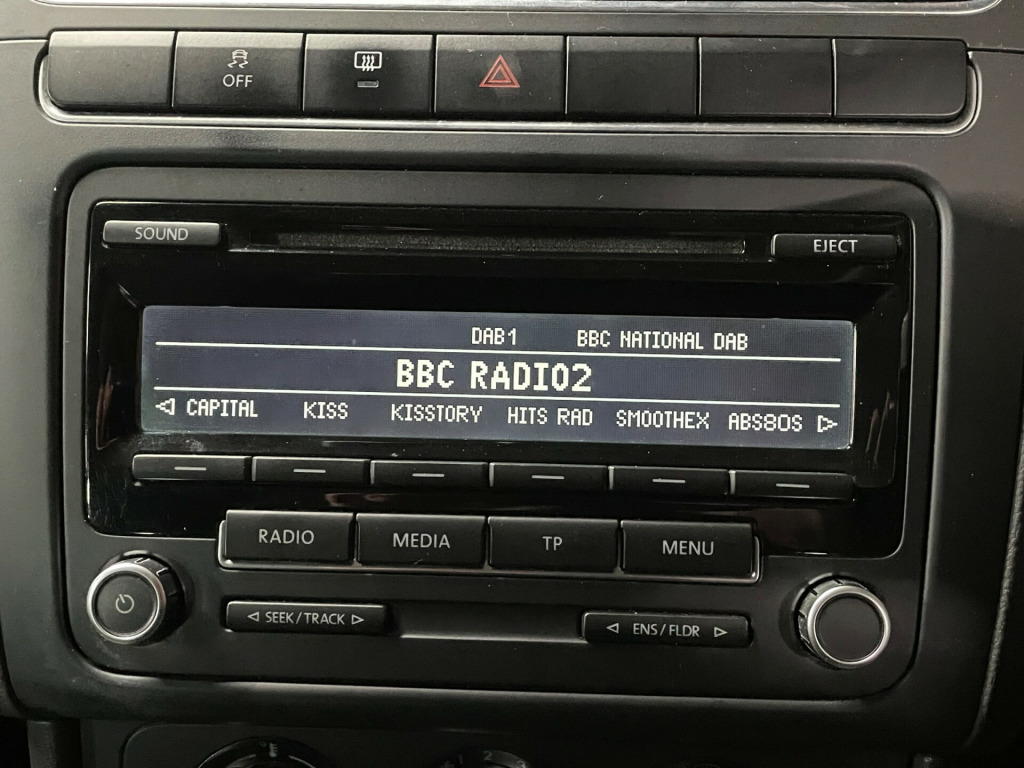 OFF
SOUND
EJECT
DAB1 BBC NATIONAL DAB
BBC RADIO2
CAPITAL KISS KISSTORY HITS RAD SMOOTHEX ABS80S
RADIO MEDIA TP MENU
SEEK/TRACK
ENS/FLDR